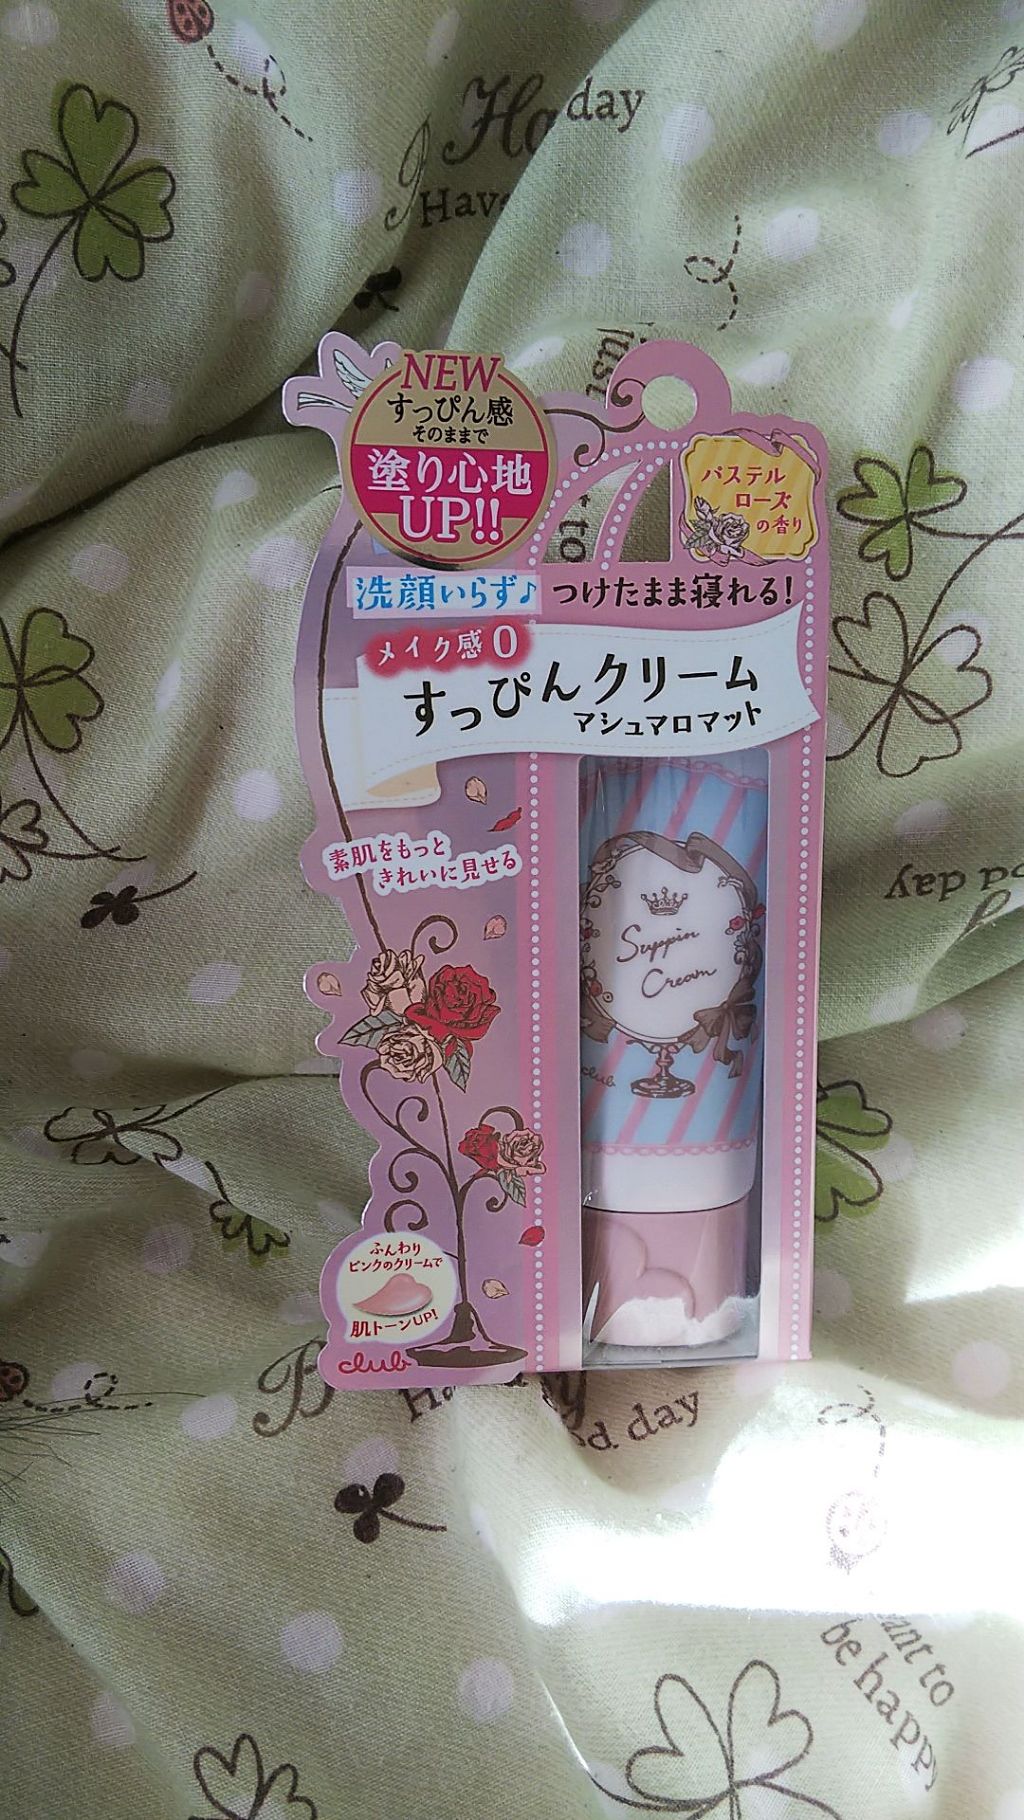 Ha
day
Hav
NEW
すっぴん感
そのままで
塗り心地
UP!!
パステル
ローズ
の香り
to
洗顔いらず♪ つけたまま寝れる!
メイク感0
すっぴんクリーム
マシュマロマット
素肌をもっと
きれいに見せる
Suppin
Cream
club
ふんわり
ピンクのクリームで
肌トーンUP!
club
day
d day
ant to
be happy